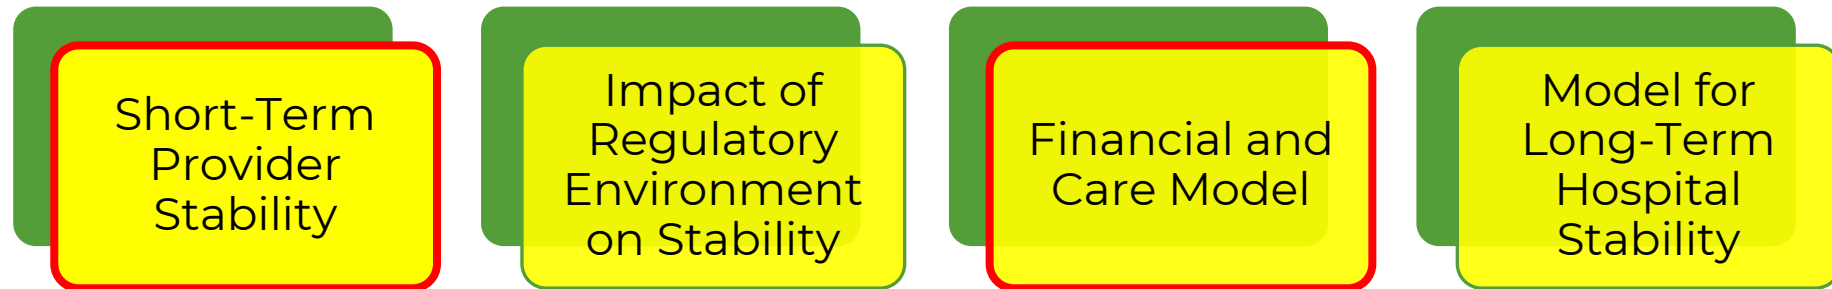 Short-Term
Provider
Stability
Impact of
Regulatory
Environment
on Stability
Financial and
Care Model
Model for
Long-Term
Hospital
Stability